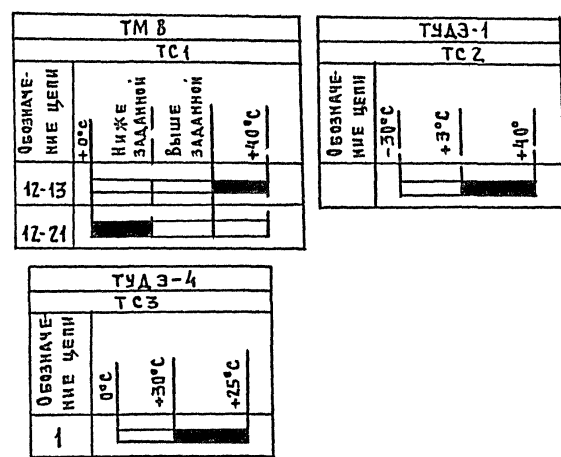 ТМ 8
ТС1
ОБОЗНАЧЕ-
НИЕ ЦЕПИ
+0°С
НИЖЕ
ЗАДАННОЙ
ВЫШЕ
ЗАДАННОЙ
+40°С
12-13
12-21
ТУДЭ-1
ТС2
ОБОЗНАЧЕ-
НИЕ ЦЕПИ
-30°С
+3°С
+40°
ТУДЭ-4
ТС3
ОБОЗНАЧЕ-
НИЕ ЦЕПИ
0°С
+30°С
+25°С
1